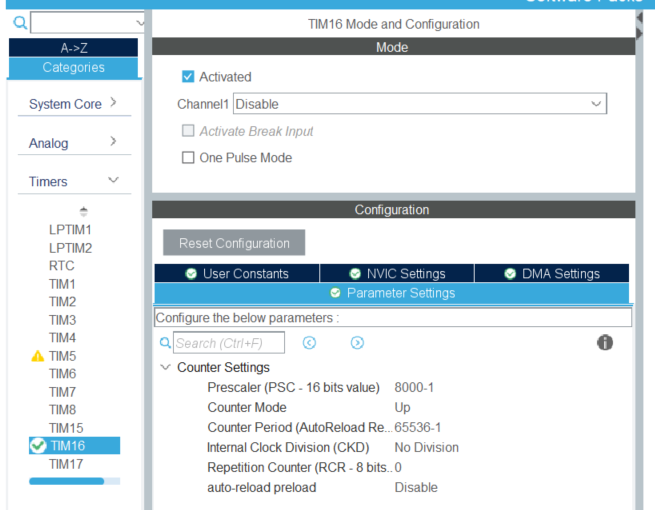 TIM16 Mode and Configuration
Mode
A->Z
Categories
System Core
Analog
Timers
LPTIM1
LPTIM2
RTC
TIM1
TIM2
TIM3
TIM4
TIM5
TIM6
TIM7
TIM8
TIM15
TIM16
TIM17
Activated
Channel1 Disable
Activate Break Input
One Pulse Mode
Configuration
Reset Configuration
User Constants
NVIC Settings
DMA Settings
Parameter Settings
Configure the below parameters :
Search (Ctrl+F)
Counter Settings
Prescaler (PSC - 16 bits value) 8000-1
Counter Mode Up
Counter Period (AutoReload Re... 65536-1
Internal Clock Division (CKD) No Division
Repetition Counter (RCR - 8 bits.. 0
auto-reload preload Disable